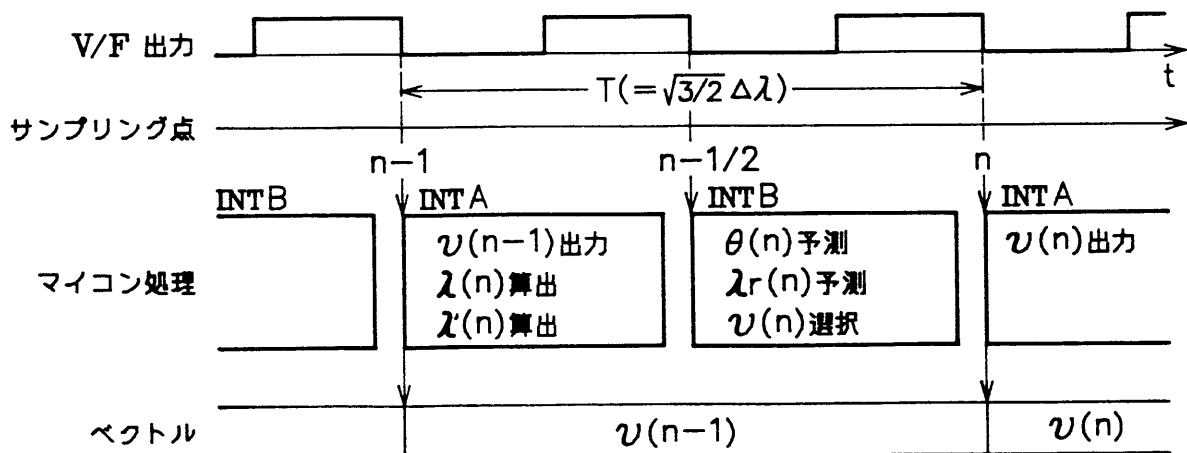 V/F 出力
t
T(=√3/2 Δλ)
サンプリング点
n-1 n-1/2 n
INTB INTA INTB INTA
マイコン処理
v(n-1)出力
λ(n)算出
λ'(n)算出
θ(n)予測
λr(n)予測
v(n)選択
v(n)出力
ベクトル v(n-1) v(n)